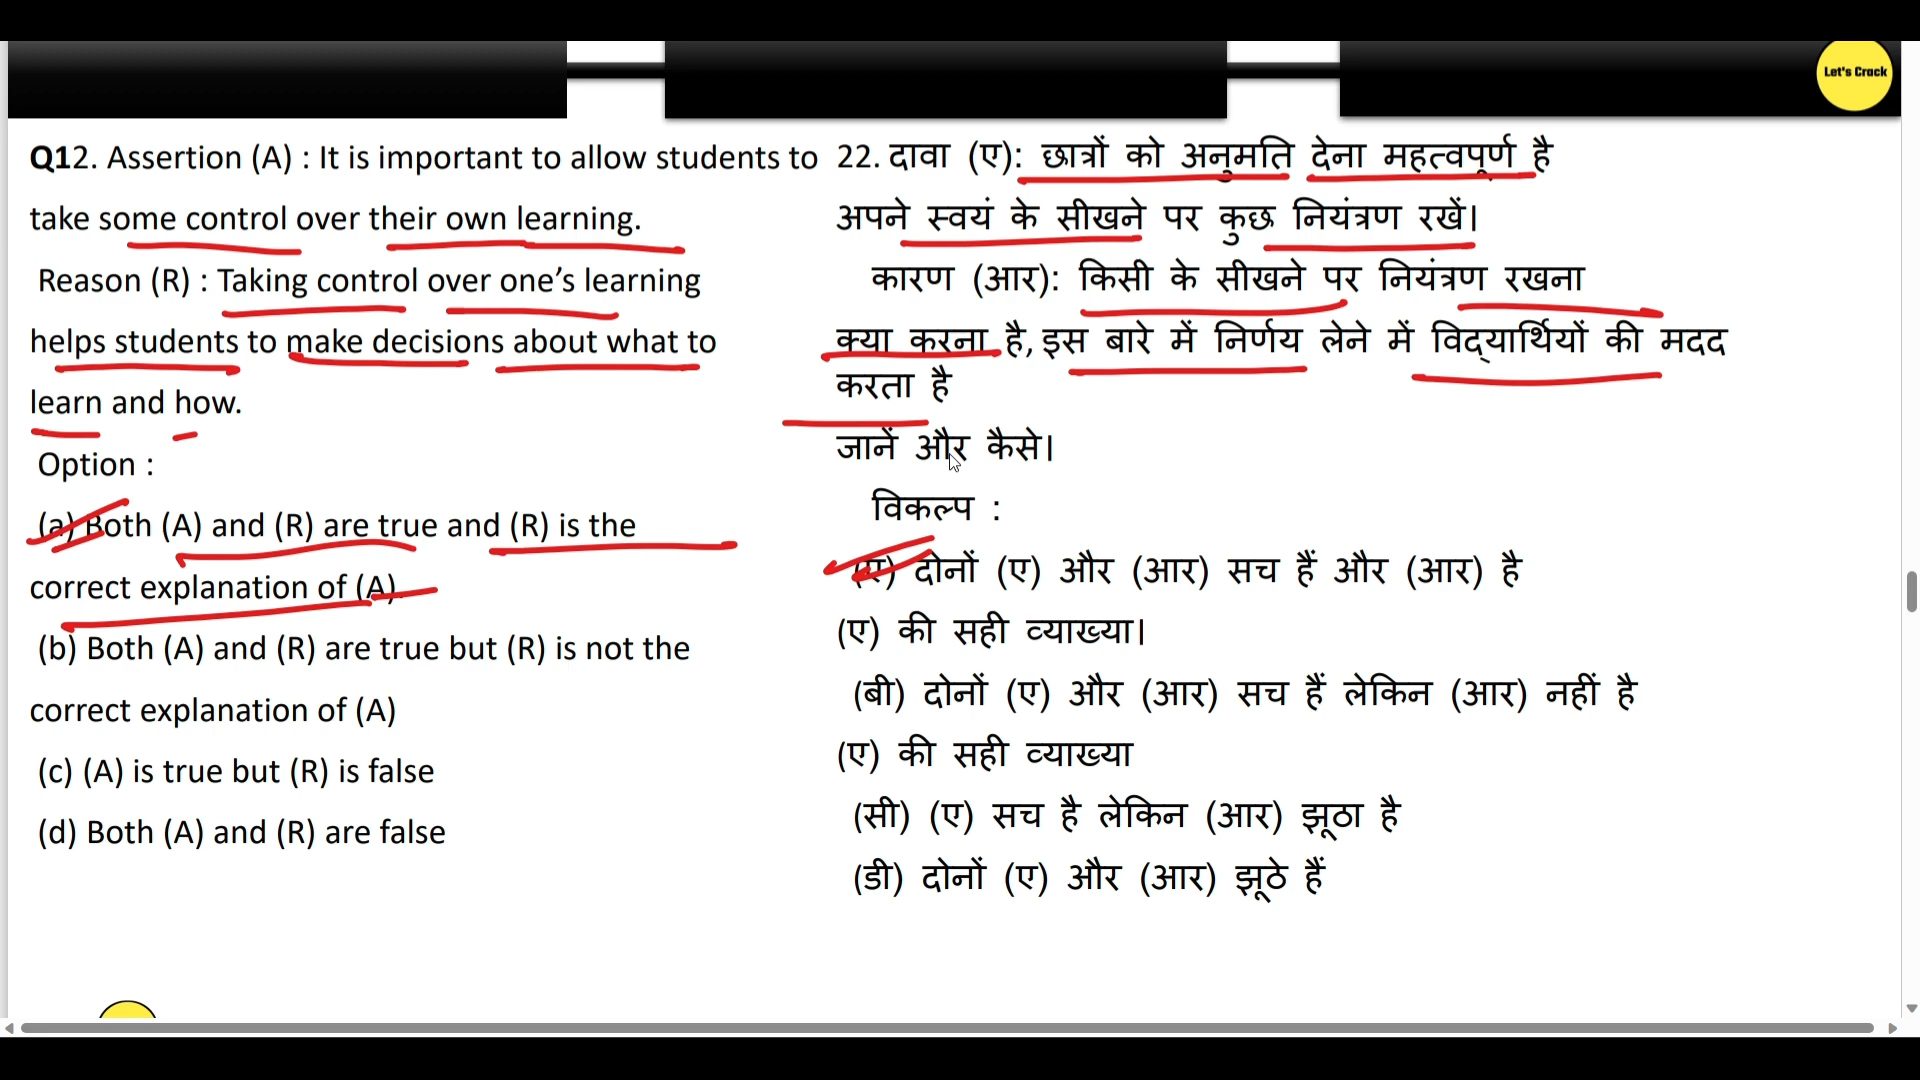 Let's Crack
Q12. Assertion (A) : It is important to allow students to
take some control over their own learning.
Reason (R) : Taking control over one’s learning
helps students to make decisions about what to
learn and how.
Option :
(a) Both (A) and (R) are true and (R) is the
correct explanation of (A).
(b) Both (A) and (R) are true but (R) is not the
correct explanation of (A)
(c) (A) is true but (R) is false
(d) Both (A) and (R) are false
22. दावा (ए): छात्रों को अनुमति देना महत्वपूर्ण है
अपने स्वयं के सीखने पर कुछ नियंत्रण रखें।
कारण (आर): किसी के सीखने पर नियंत्रण रखना
क्या करना है, इस बारे में निर्णय लेने में विद्यार्थियों की मदद
करता है
जानें और कैसे।
विकल्प :
(ए) दोनों (ए) और (आर) सच हैं और (आर) है
(ए) की सही व्याख्या।
(बी) दोनों (ए) और (आर) सच हैं लेकिन (आर) नहीं है
(ए) की सही व्याख्या
(सी) (ए) सच है लेकिन (आर) झूठा है
(डी) दोनों (ए) और (आर) झूठे हैं